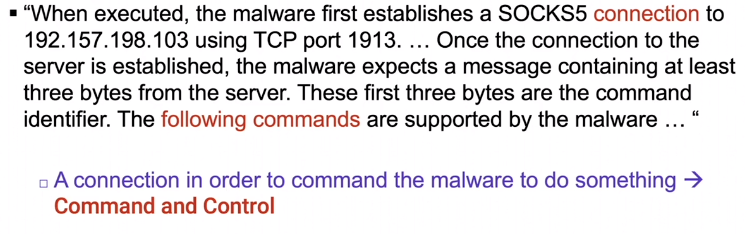 ▪ “When executed, the malware first establishes a SOCKS5 connection to
192.157.198.103 using TCP port 1913. … Once the connection to the
server is established, the malware expects a message containing at least
three bytes from the server. These first three bytes are the command
identifier. The following commands are supported by the malware … “
□ A connection in order to command the malware to do something →
Command and Control